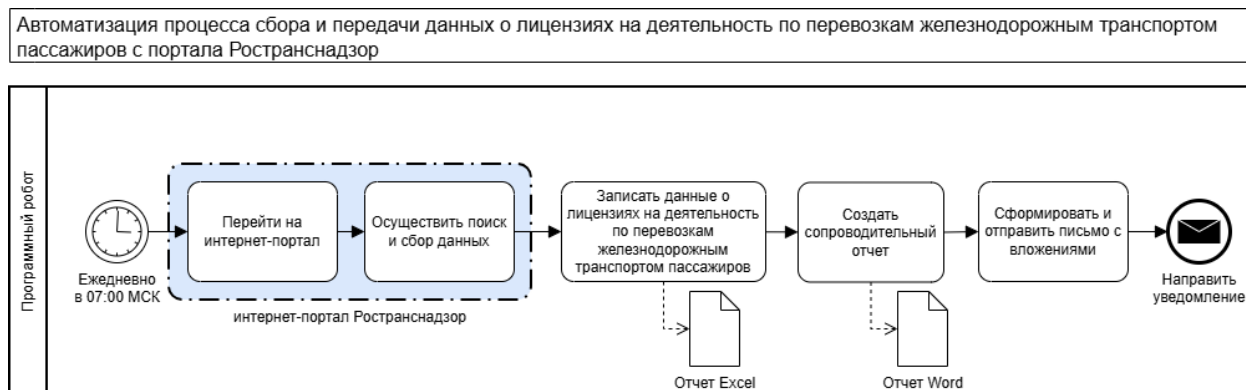 Автоматизация процесса сбора и передачи данных о лицензиях на деятельность по перевозкам железнодорожным транспортом
пассажиров с портала Ространснадзор
Программный робот
Ежедневно
в 07:00 МСК
Перейти на
интернет-портал
Осуществить поиск
и сбор данных
интернет-портал Ространснадзор
Записать данные о
лицензиях на деятельность
по перевозкам
железнодорожным
транспортом пассажиров
Отчет Excel
Создать
сопроводительный
отчет
Отчет Word
Сформировать и
отправить письмо с
вложениями
Направить
уведомление